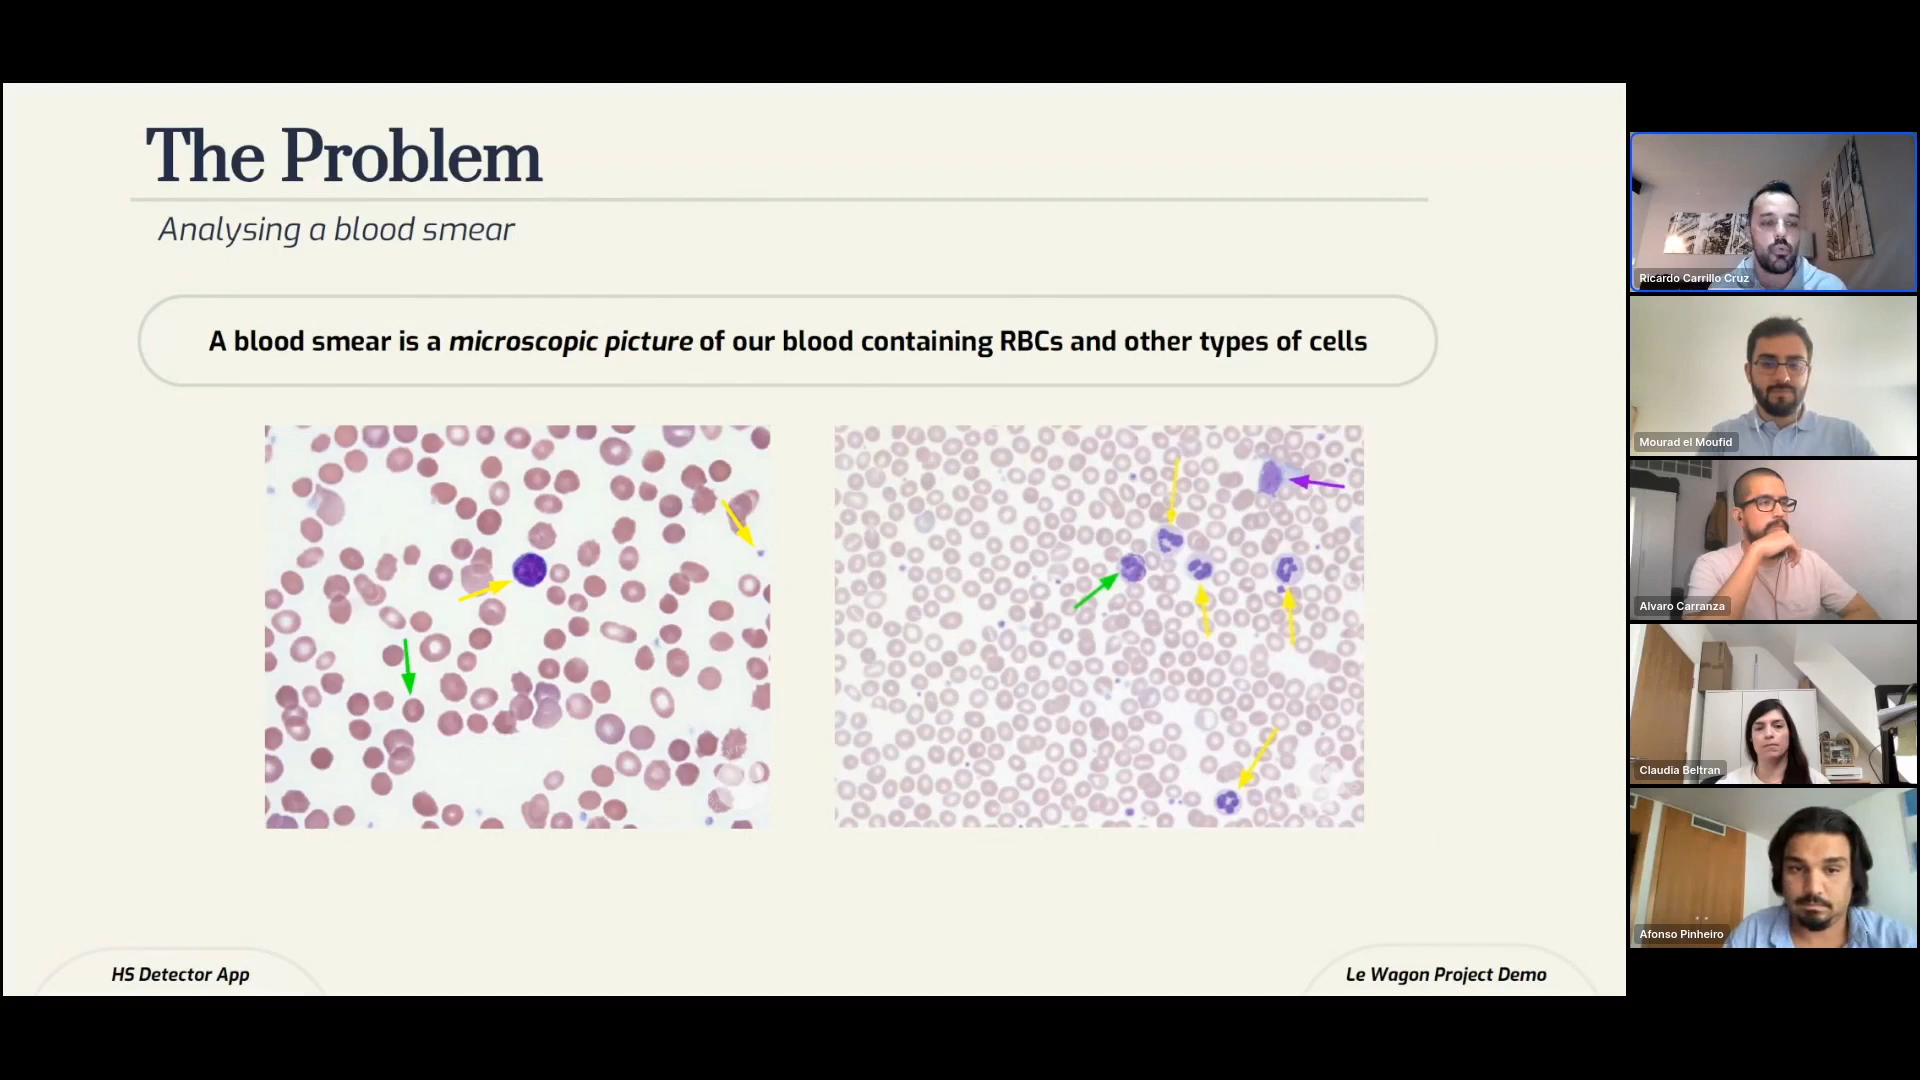 The Problem
Analysing a blood smear
A blood smear is a microscopic picture of our blood containing RBCs and other types of cells
HS Detector App
Le Wagon Project Demo
Ricardo Carrillo Cruz
Mourad el Moufid
Alvaro Carranza
Claudia Beltran
Afonso Pinheiro